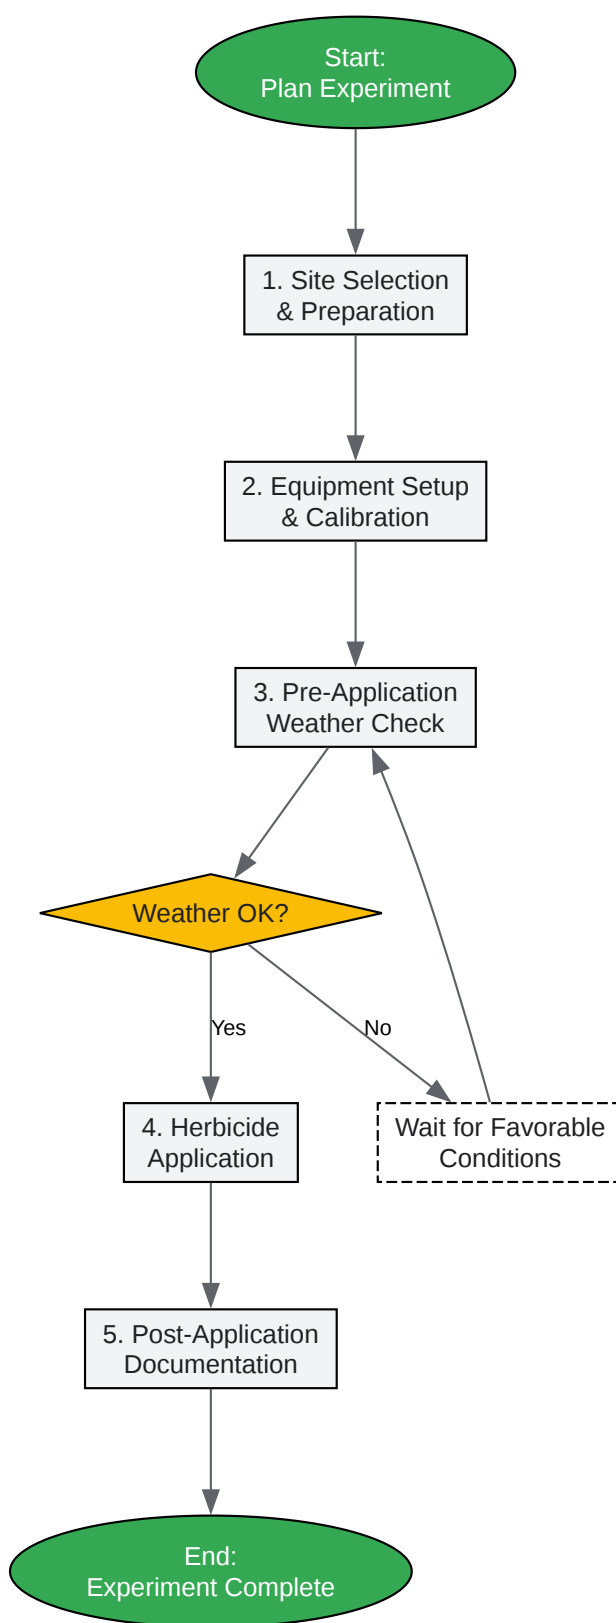 Start:
Plan Experiment
1. Site Selection
& Preparation
2. Equipment Setup
& Calibration
3. Pre-Application
Weather Check
Weather OK?
Yes
No
4. Herbicide
Application
Wait for Favorable
Conditions
5. Post-Application
Documentation
End:
Experiment Complete